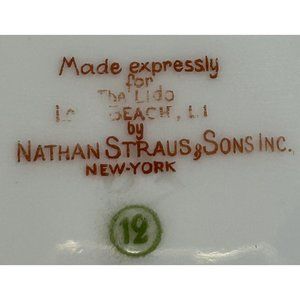 Made expressly
for
The Lido
BEACH, L I
by
NATHAN STRAUS & SONS INC.
NEW-YORK
12